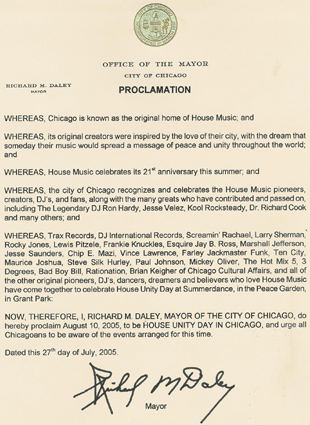 OFFICE OF THE MAYOR
CITY OF CHICAGO
RICHARD M. DALEY
MAYOR
PROCLAMATION
WHEREAS, Chicago is known as the original home of House Music; and
WHEREAS, its original creators were inspired by the love of their city, with the dream that
someday their music would spread a message of peace and unity throughout the world;
and
WHEREAS, House Music celebrates its 21st anniversary this summer; and
WHEREAS, the city of Chicago recognizes and celebrates the House Music pioneers,
creators, DJ's, and fans, along with the many greats who have contributed and passed on,
including The Legendary DJ Ron Hardy, Jesse Velez, Kool Rocksteady, Dr. Richard Cook
and many others; and
WHEREAS, Trax Records, DJ International Records, Screamin' Rachael, Larry Sherman,
Rocky Jones, Lewis Pitzele, Frankie Knuckles, Esquire Jay B. Ross, Marshall Jefferson,
Jesse Saunders, Chip E. Mazi, Vince Lawrence, Farley Jackmaster Funk, Ten City,
Maurice Joshua, Steve Silk Hurley, Paul Johnson, Mickey Oliver, The Hot Mix 5, 3
Degrees, Bad Boy Bill, Rationation, Brian Keigher of Chicago Cultural Affairs, and all
of the other original pioneers, DJ's, dancers, dreamers and believers who love House Music
have come together to celebrate House Unity Day at Summerdance, in the Peace Garden,
in Grant Park:
NOW, THEREFORE, I, RICHARD M. DALEY, MAYOR OF THE CITY OF CHICAGO, do
hereby proclaim August 10, 2005, to be HOUSE UNITY DAY IN CHICAGO, and urge all
Chicagoans to be aware of the events arranged for this time.
Dated this 27th day of July, 2005.
Richard M Daley
Mayor